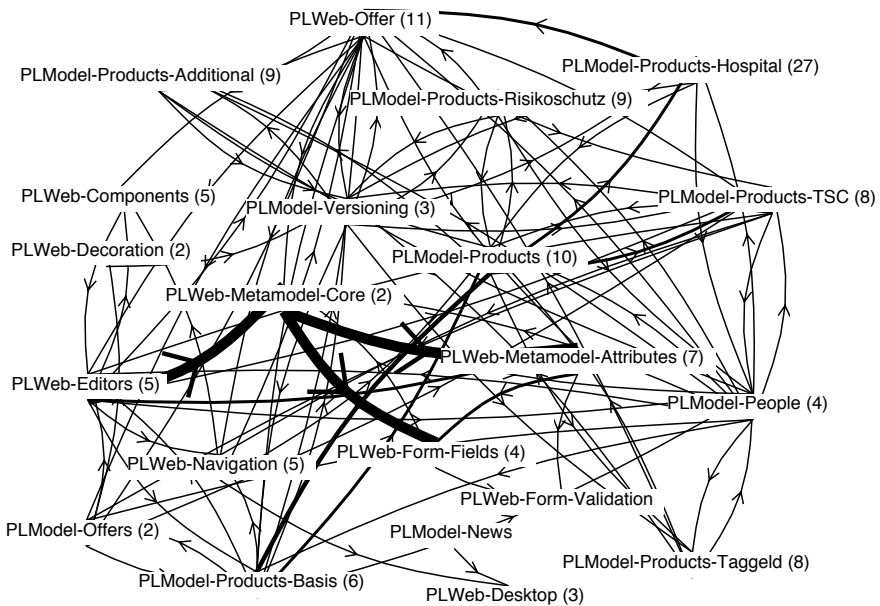 PLWeb-Offer (11)
PLModel-Products-Hospital (27)
PLModel-Products-Additional (9)
PLModel-Products-Risikoschutz (9)
PLWeb-Components (5)
PLModel-Products-TSC (8)
PLModel-Versioning (3)
PLWeb-Decoration (2)
PLModel-Products (10)
PLWeb-Metamodel-Core (2)
PLWeb-Metamodel-Attributes (7)
PLWeb-Editors (5)
PLModel-People (4)
PLWeb-Form-Fields (4)
PLWeb-Navigation (5)
PLWeb-Form-Validation
PLModel-Offers (2)
PLModel-News
PLModel-Products-Taggeld (8)
PLModel-Products-Basis (6)
PLWeb-Desktop (3)